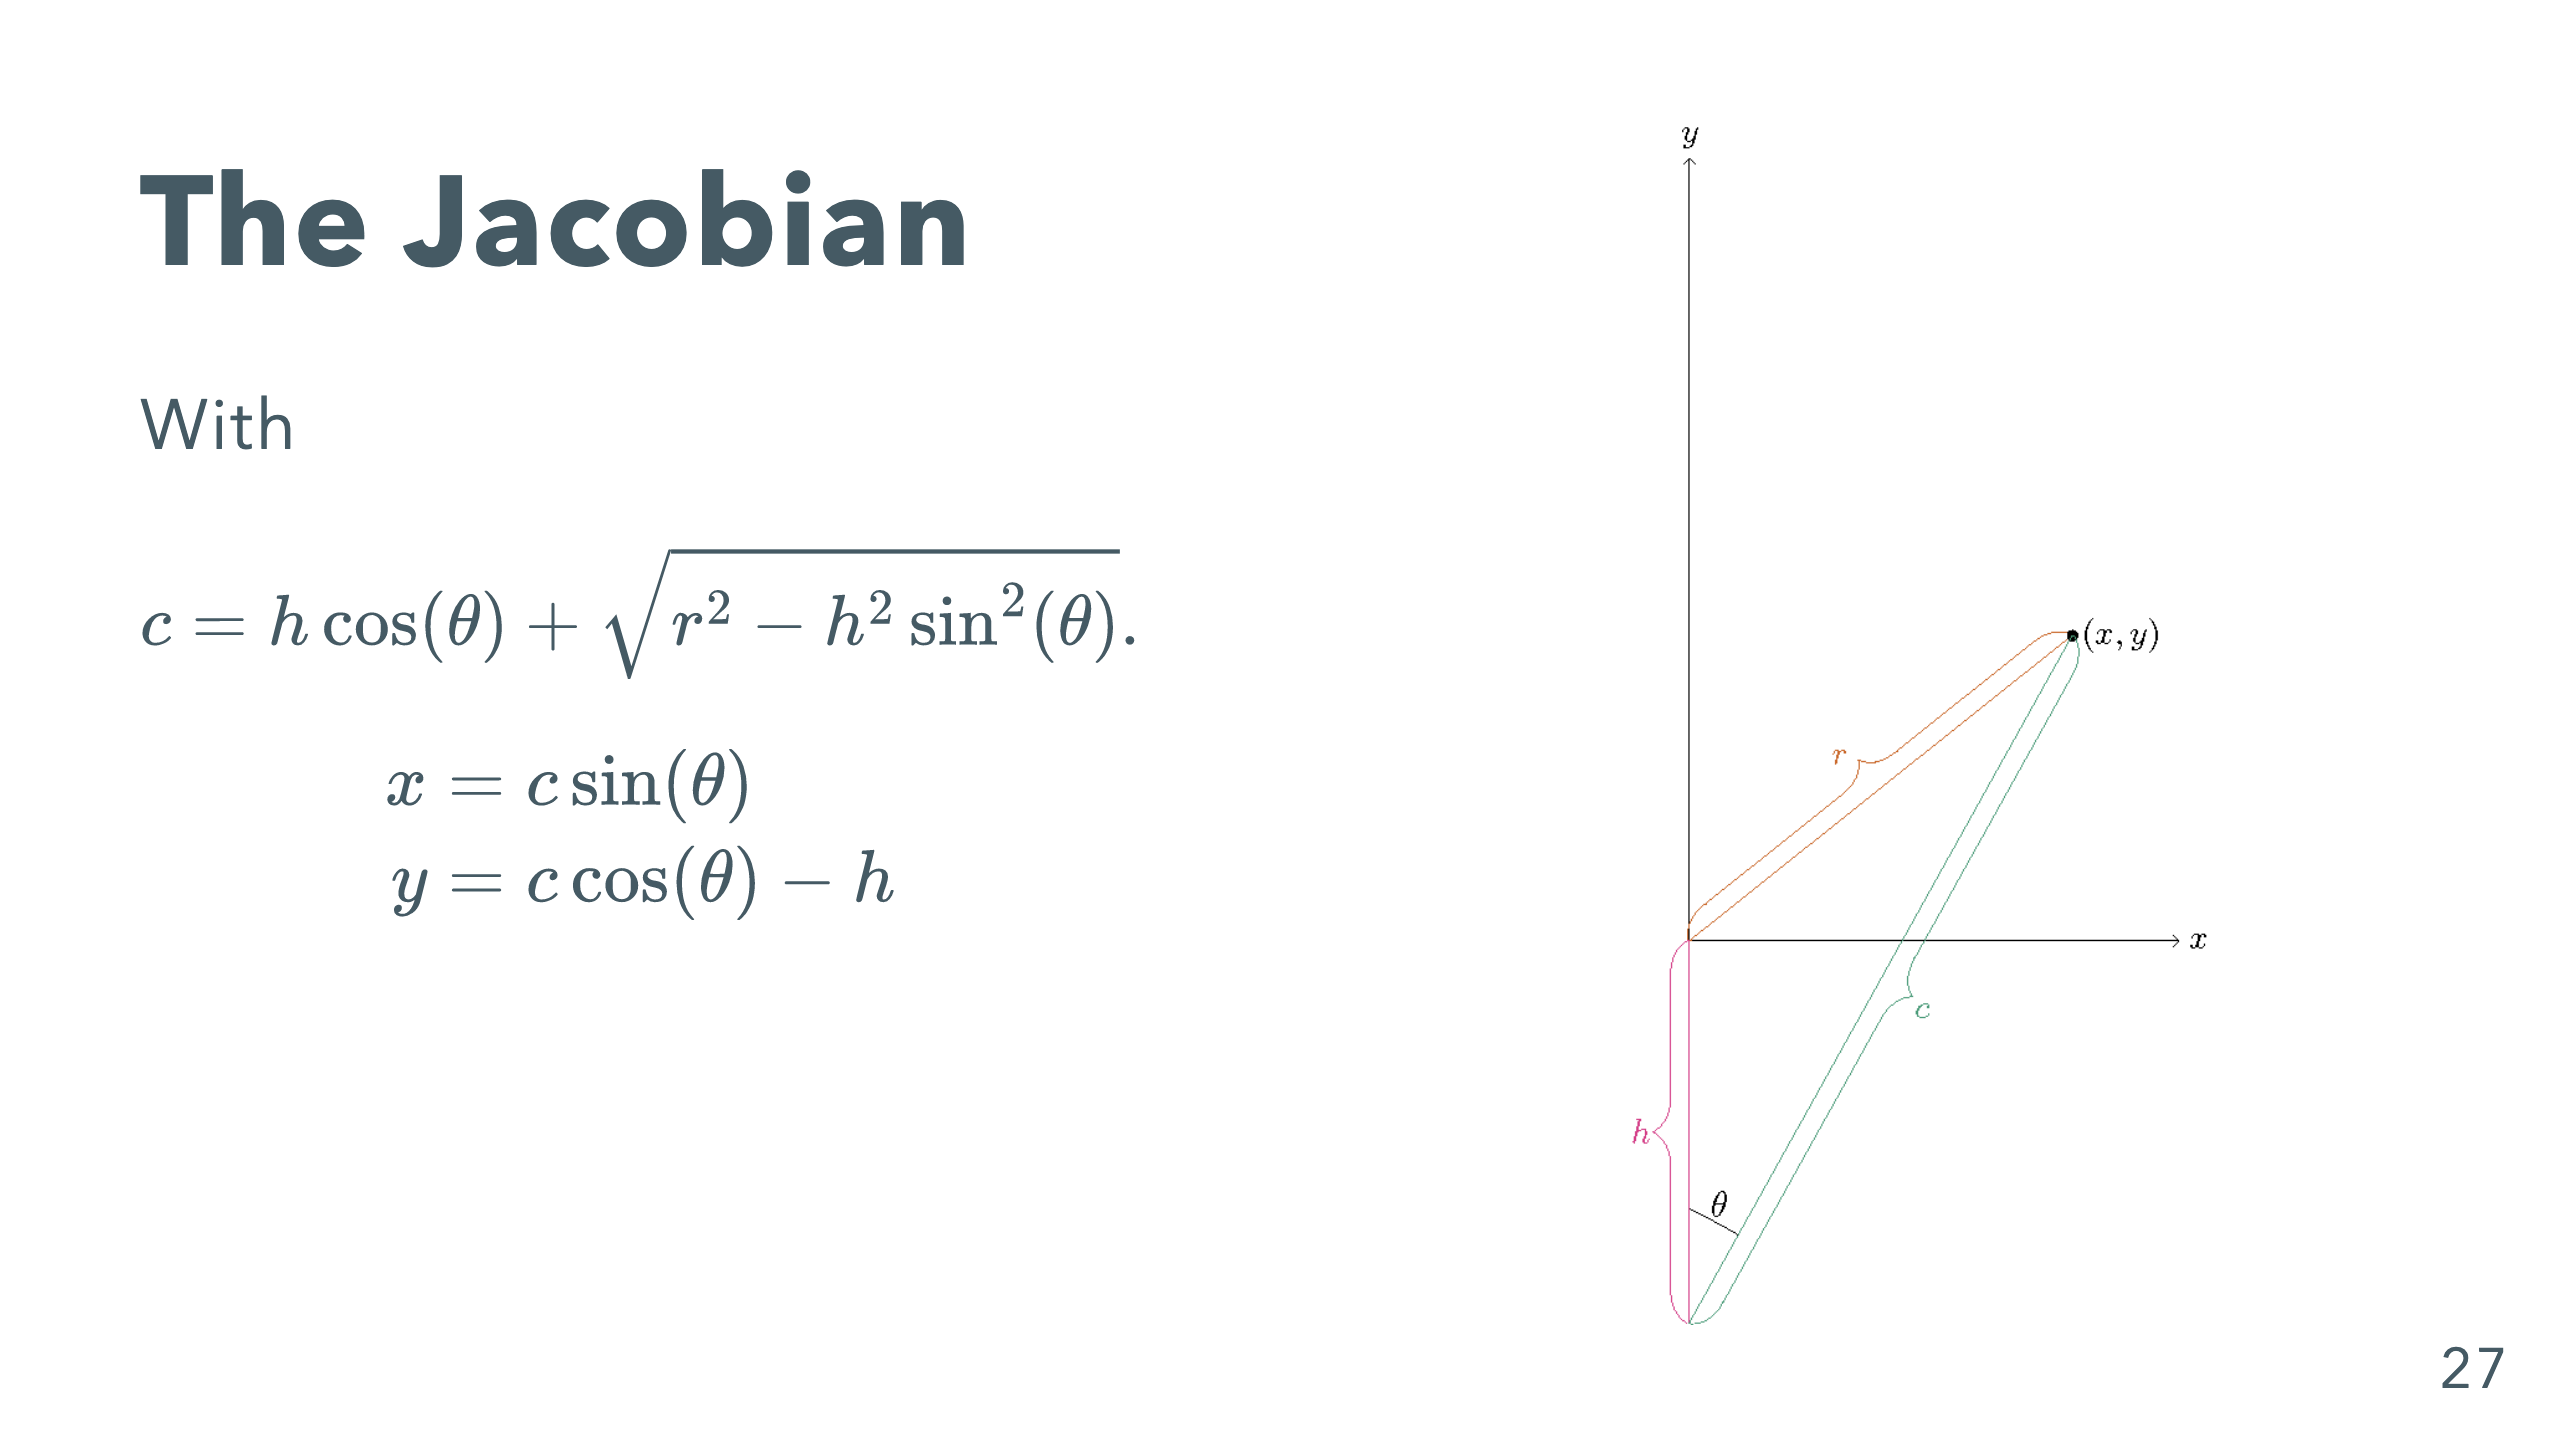 The Jacobian
With
c = h cos(θ) + √(r² − h² sin²(θ)).
x = c sin(θ)
y = c cos(θ) − h
y
(x, y)
r
x
c
h
θ
27